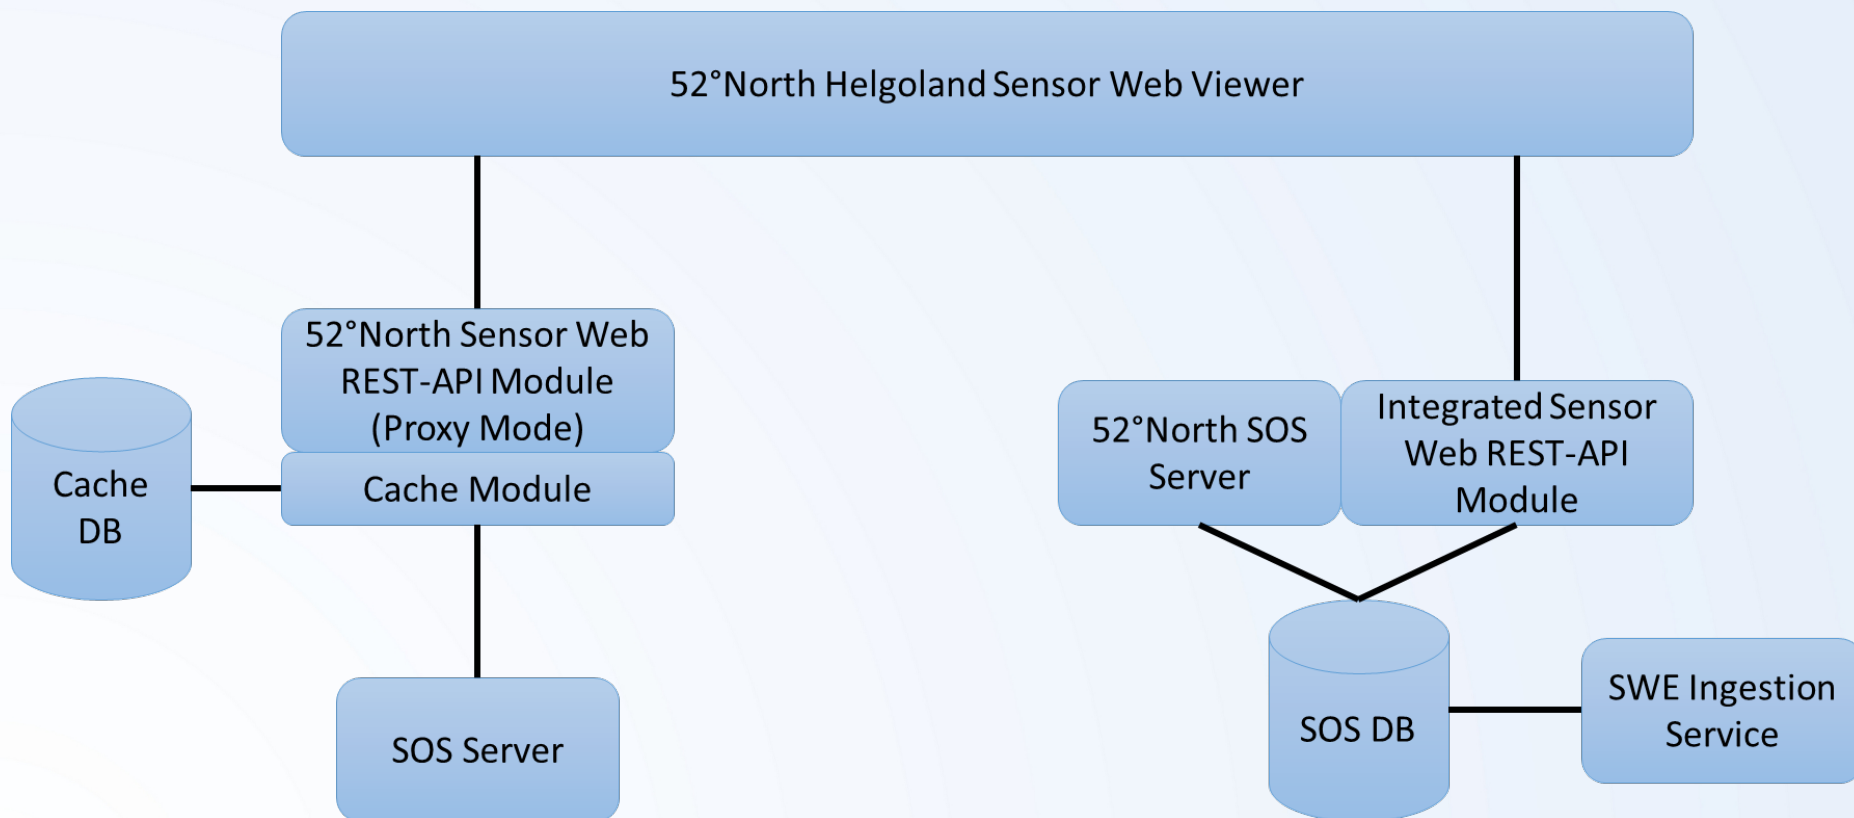 52°North Helgoland Sensor Web Viewer
52°North Sensor Web
REST-API Module
(Proxy Mode)
Cache Module
Cache
DB
SOS Server
52°North SOS
Server
Integrated Sensor
Web REST-API
Module
SOS DB
SWE Ingestion
Service